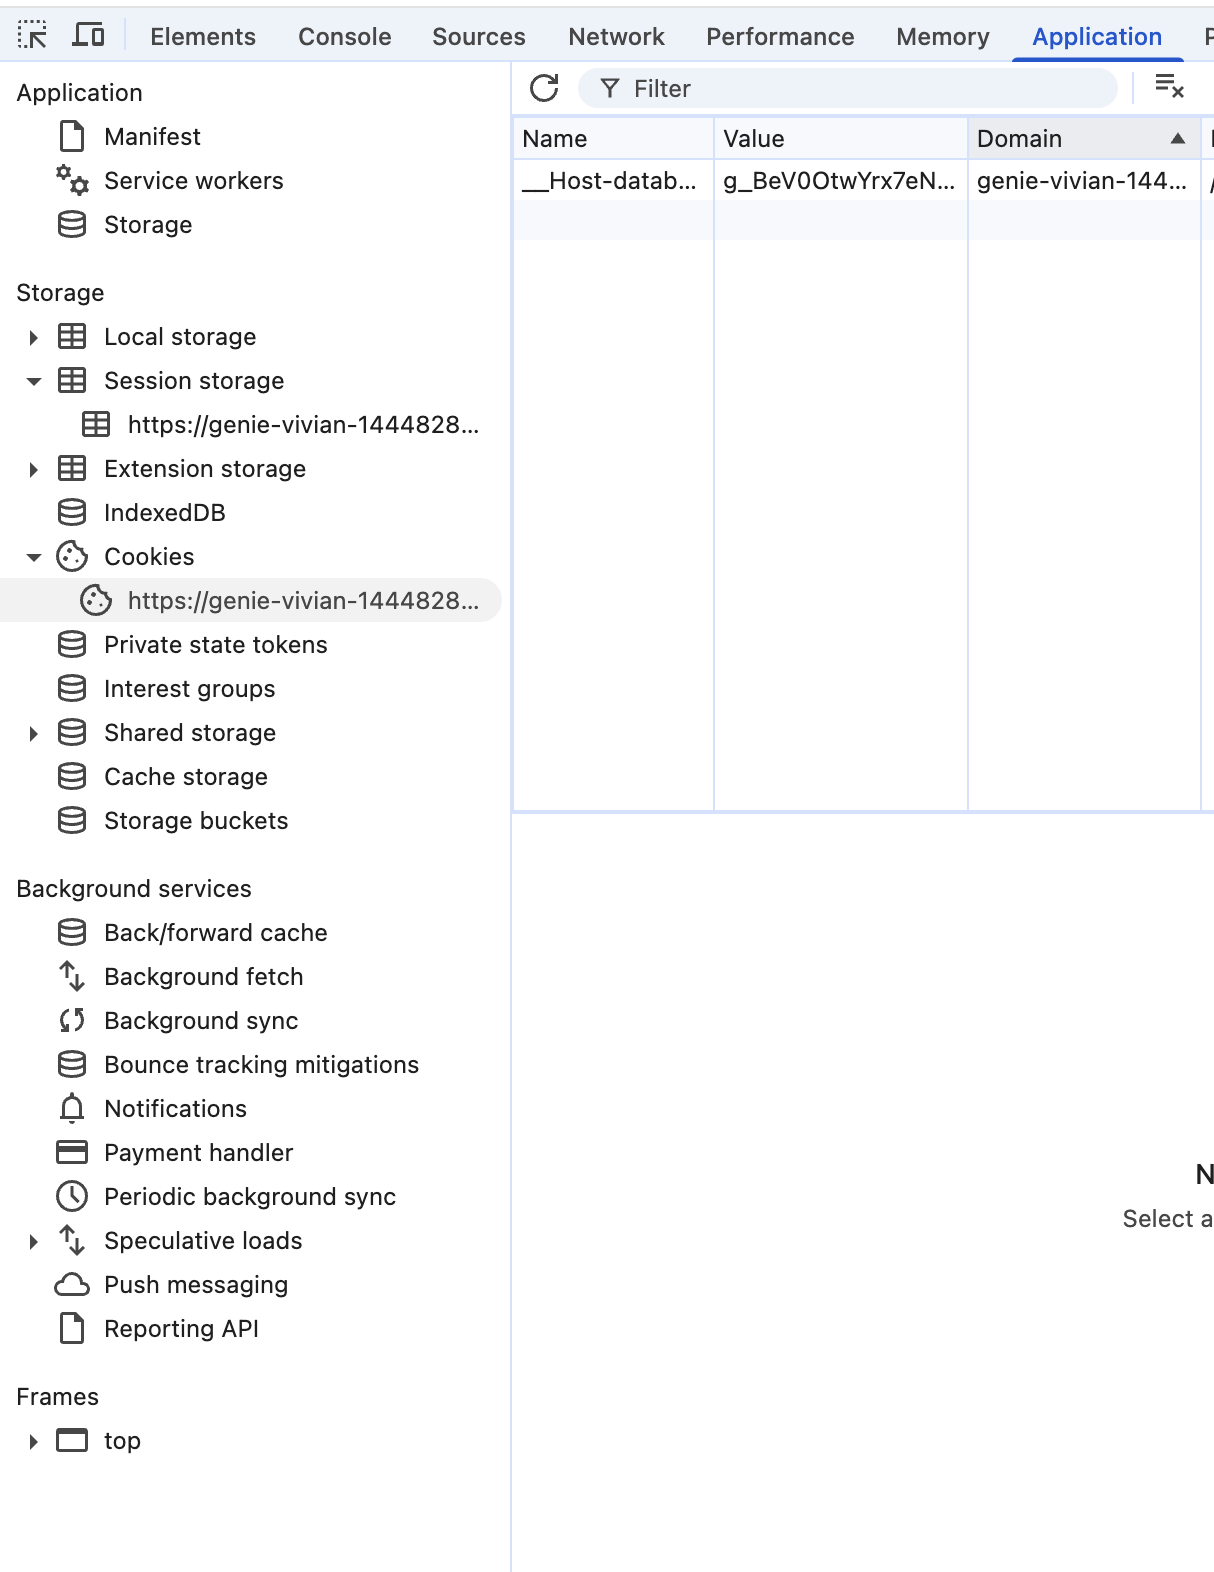 Elements Console Sources Network Performance Memory Application
Application
Manifest
Service workers
Storage
Storage
Local storage
Session storage
https://genie-vivian-1444828...
Extension storage
IndexedDB
Cookies
https://genie-vivian-1444828...
Private state tokens
Interest groups
Shared storage
Cache storage
Storage buckets
Background services
Back/forward cache
Background fetch
Background sync
Bounce tracking mitigations
Notifications
Payment handler
Periodic background sync
Speculative loads
Push messaging
Reporting API
Frames
top
Filter
Name Value Domain
__Host-datab... g_BeV0OtwYrx7eN... genie-vivian-144... /
N
Select a